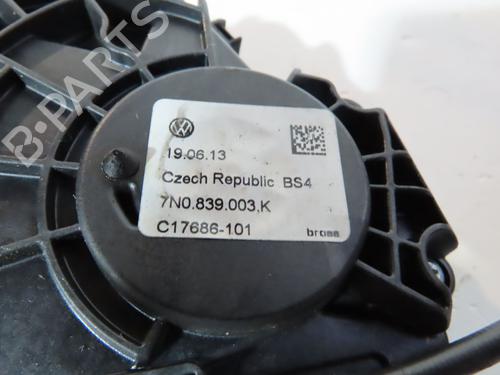 B-PARTS
19.06.13
Czech Republic BS4
7N0.839.003.K
C17686-101
brose